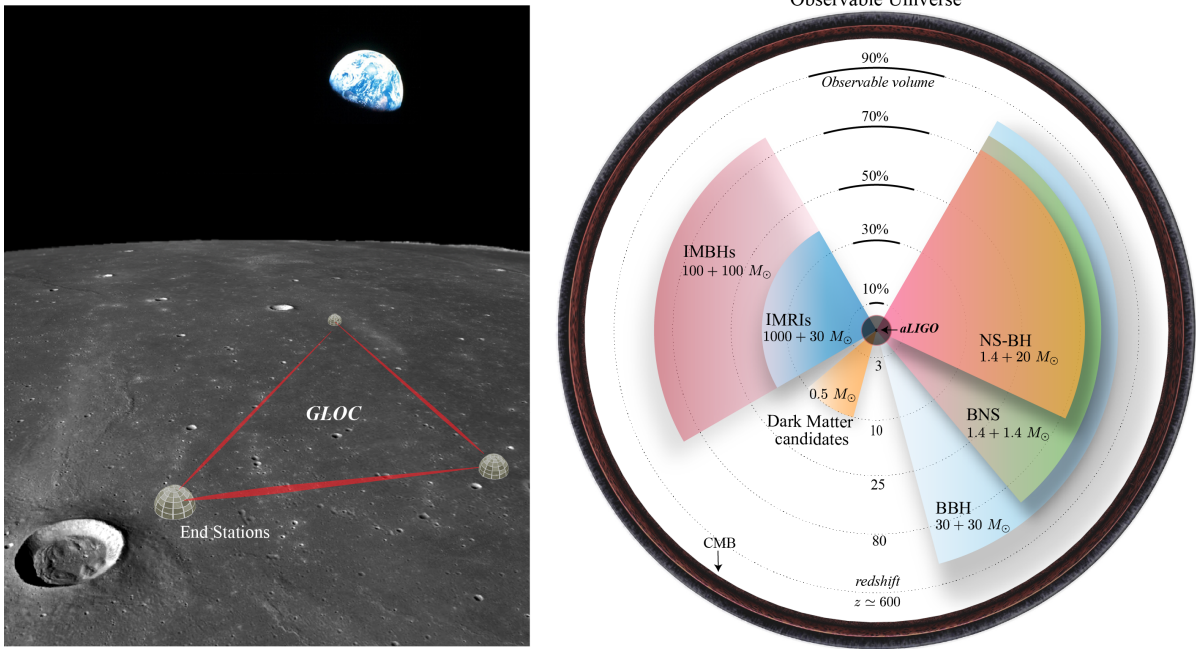 GLOC
End Stations
Observable Universe
90%
Observable volume
70%
50%
30%
10%
IMBHs
100 + 100 M⊙
IMRIs
1000 + 30 M⊙
aLIGO
NS-BH
1.4 + 20 M⊙
3
0.5 M⊙
Dark Matter
candidates
BNS
1.4 + 1.4 M⊙
10
25
BBH
30 + 30 M⊙
80
CMB
redshift
z ≃ 600